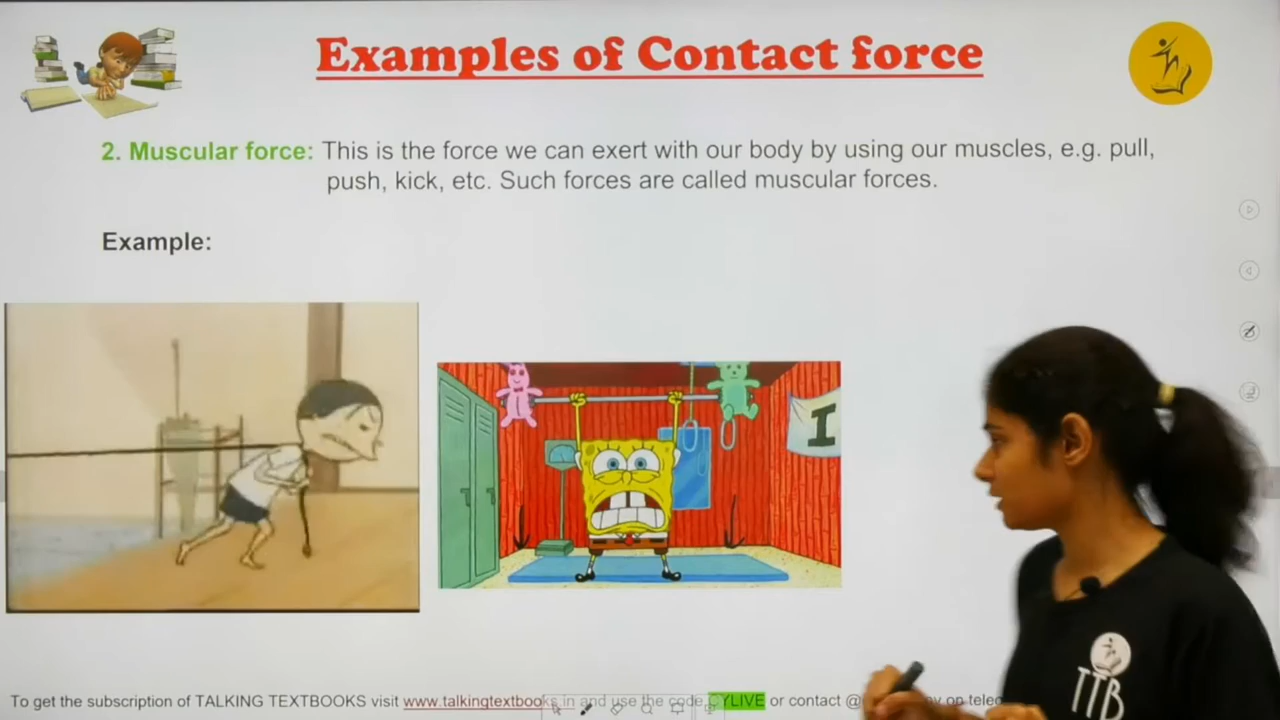 Examples of Contact force
2. Muscular force: This is the force we can exert with our body by using our muscles, e.g. pull,
push, kick, etc. Such forces are called muscular forces.
Example:
I
TTB
To get the subscription of TALKING TEXTBOOKS visit www.talkingtextbooks.in and use the code YLIVE or contact @ on